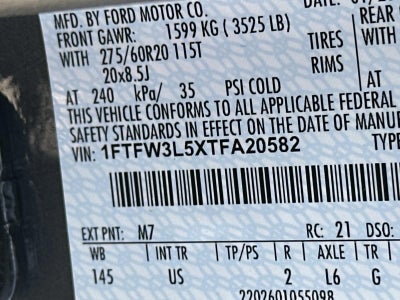 MFD. BY FORD MOTOR CO.
FRONT GAWR: 1599 KG (3525 LB) REAR
WITH 275/60R20 115T TIRES WITH
20x8.5J RIMS
AT 240 kPa/ 35 PSI COLD AT
THIS VEHICLE CONFORMS TO ALL APPLICABLE FEDERAL
SAFETY STANDARDS IN EFFECT ON THE DATE OF
VIN: 1FTFW3L5XTFA20582 TYPE
EXT PNT: M7 RC: 21 DSO:
WB INT TR TP/PS R AXLE TR
145 US 2 L6 G
2202601055098